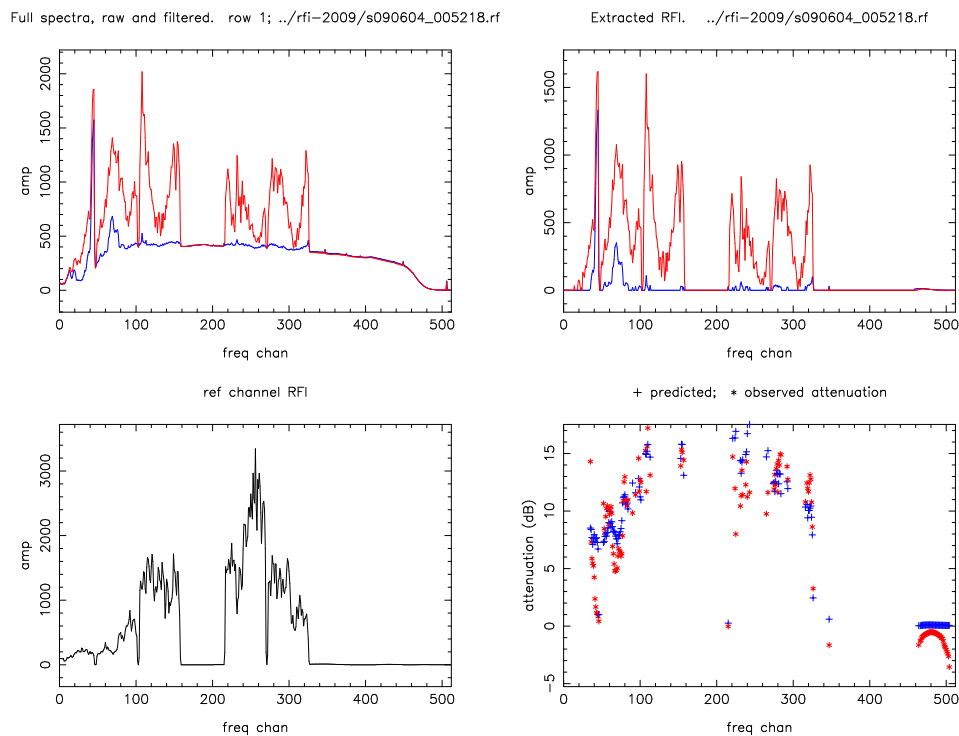 Full spectra, raw and filtered. row 1; ../rfi-2009/s090604_005218.rf
amp
2000
1500
1000
500
0
0 100 200 300 400 500
freq chan
Extracted RFI. ../rfi-2009/s090604_005218.rf
amp
1500
1000
500
0
0 100 200 300 400 500
freq chan
ref channel RFI
amp
3000
2000
1000
0
0 100 200 300 400 500
freq chan
+ predicted; * observed attenuation
attenuation (dB)
15
10
5
0
−5
0 100 200 300 400 500
freq chan